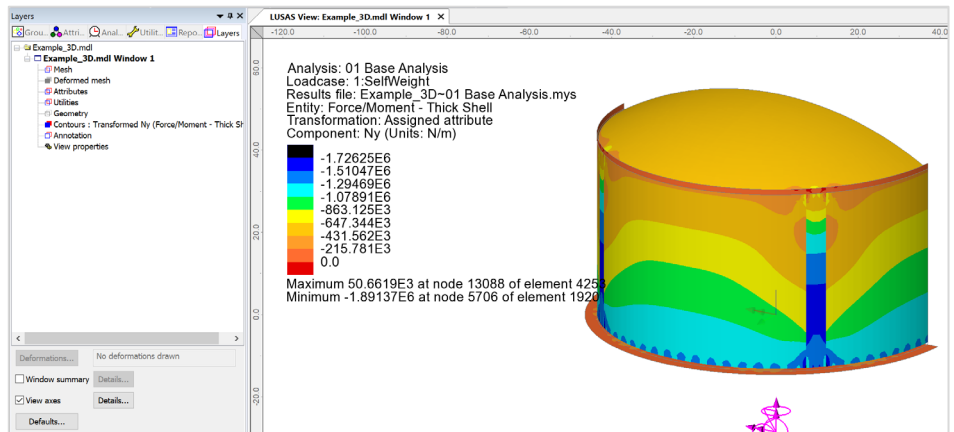 Layers
Grou... Attri... Anal... Utilit... Repo... Layers
Example_3D.mdl
Example_3D.mdl Window 1
Mesh
Deformed mesh
Attributes
Utilities
Geometry
Contours : Transformed Ny (Force/Moment - Thick Sh
Annotation
View properties
Deformations...
No deformations drawn
Window summary
Details...
View axes
Details...
Defaults...
LUSAS View: Example_3D.mdl Window 1
-120.0 -100.0 -80.0 -60.0 -40.0 -20.0 0.0 20.0 40.0
60.0
40.0
20.0
0.0
-20.0
Analysis: 01 Base Analysis
Loadcase: 1:SelfWeight
Results file: Example_3D~01 Base Analysis.mys
Entity: Force/Moment - Thick Shell
Transformation: Assigned attribute
Component: Ny (Units: N/m)
-1.72625E6
-1.51047E6
-1.29469E6
-1.07891E6
-863.125E3
-647.344E3
-431.562E3
-215.781E3
0.0
Maximum 50.6619E3 at node 13088 of element 4253
Minimum -1.89137E6 at node 5706 of element 1920